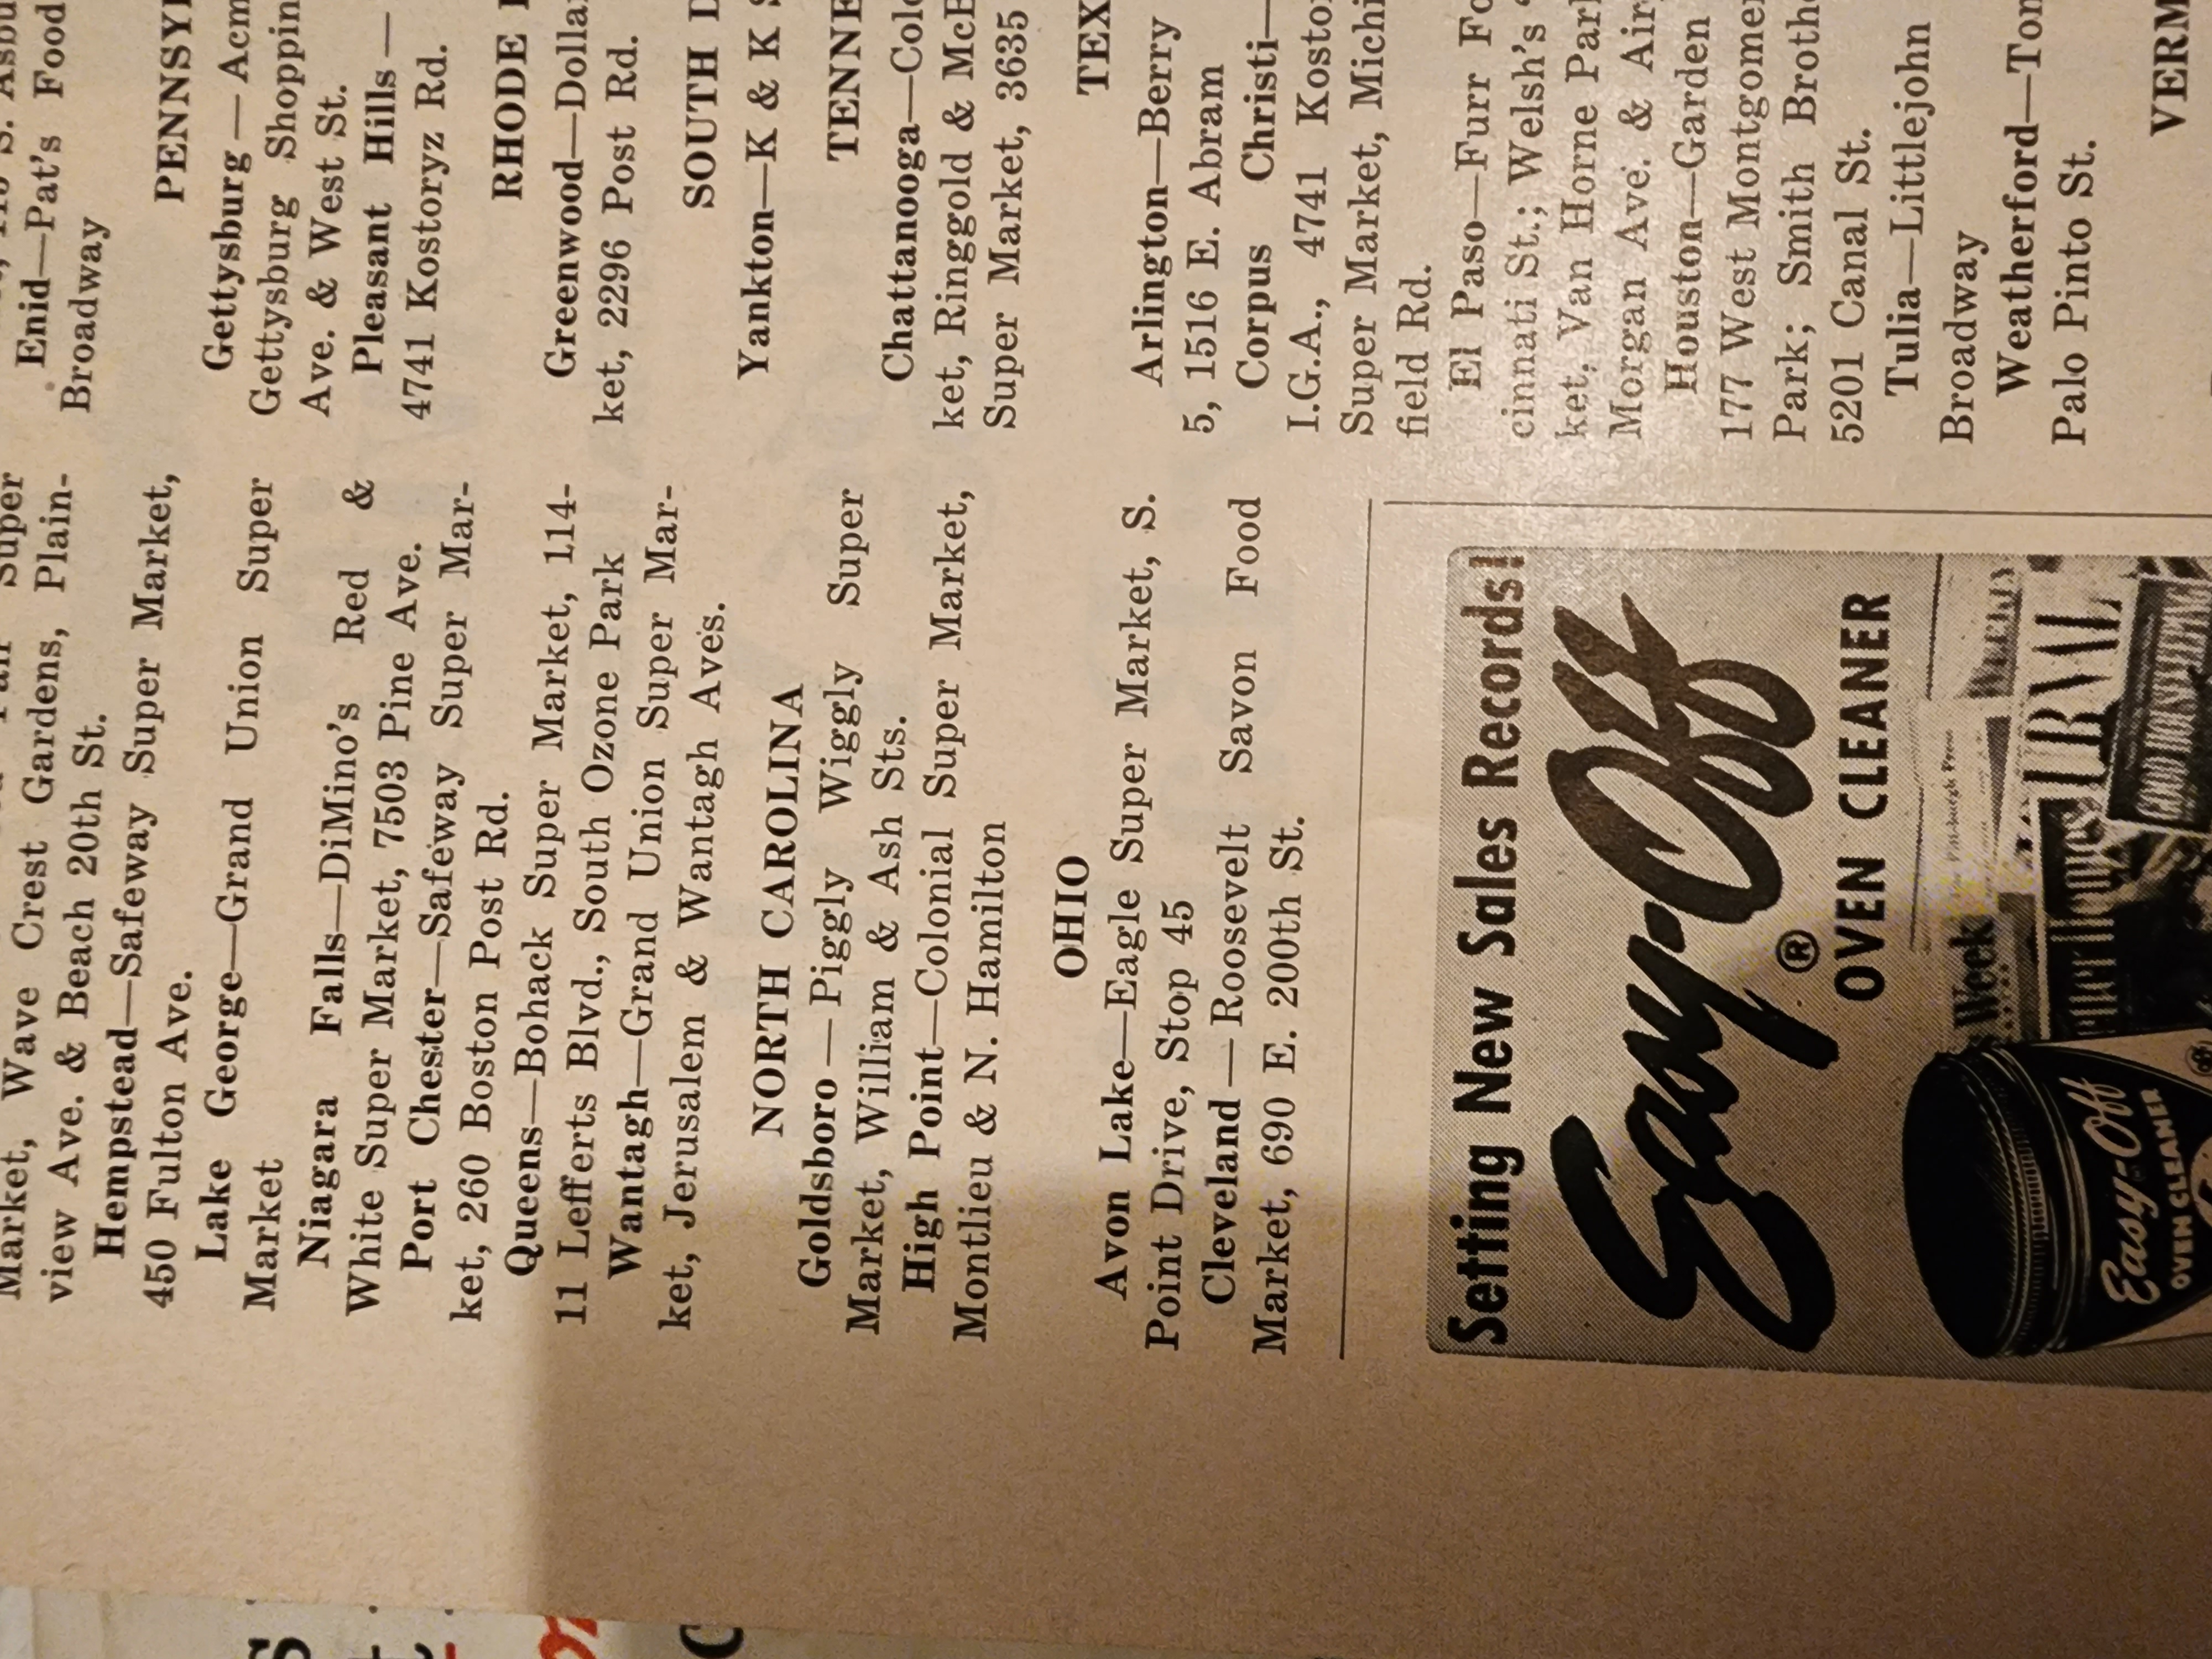 Market, Wave Crest Gardens, Plain-
view Ave. & Beach 20th St.
Hempstead—Safeway Super Market,
450 Fulton Ave.
Lake George—Grand Union Super
Market
Niagara Falls—DiMino's Red &
White Super Market, 7503 Pine Ave.
Port Chester—Safeway Super Mar-
ket, 260 Boston Post Rd.
Queens—Bohack Super Market, 114-
11 Lefferts Blvd., South Ozone Park
Wantagh—Grand Union Super Mar-
ket, Jerusalem & Wantagh Aves.
NORTH CAROLINA
Goldsboro—Piggly Wiggly Super
Market, William & Ash Sts.
High Point—Colonial Super Market,
Montlieu & N. Hamilton
OHIO
Avon Lake—Eagle Super Market, S.
Point Drive, Stop 45
Cleveland—Roosevelt Savon Food
Market, 690 E. 200th St.
Setting New Sales Records!
Easy-Off ®
OVEN CLEANER
Week
Easy-Off
OVEN CLEANER
Enid—Pat's Food
Broadway
Gettysburg—
Gettysburg
Ave. & West St.
Pleasant Hills—
4741 Kostoryz Rd.
RHODE
Greenwood—
ket, 2296 Post Rd.
SOUTH
Yankton—K & K
Chattanooga—
ket, Ringgold &
Super Market, 3635
Arlington—Berry
5, 1516 E. Abram
Corpus Christi—
I.G.A., 4741
Super Market,
field Rd.
El Paso—Furr
cinnati St.; Welsh's
ket, Van Horne
Morgan Ave. &
Houston—Garden
177 West
Park; Smith
5201 Canal St.
Tulia—Littlejohn
Broadway
Weatherford—
Palo Pinto St.